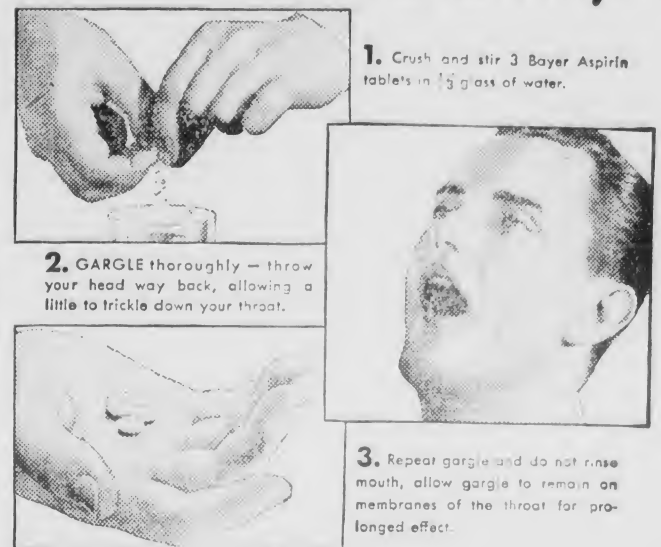 1. Crush and stir 3 Bayer Aspirin
tablets in ⅓ glass of water.
2. GARGLE thoroughly — throw
your head way back, allowing a
little to trickle down your throat.
3. Repeat gargle and do not rinse
mouth, allow gargle to remain on
membranes of the throat for pro-
longed effect.